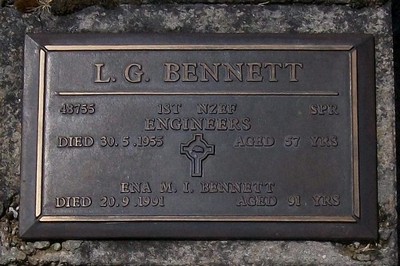 L. G. BENNETT
43755 1ST NZEF SPR
ENGINEERS
DIED 30.5.1955 AGED 57 YRS
ENA M. I. BENNETT
DIED 20.9.1991 AGED 91 YRS